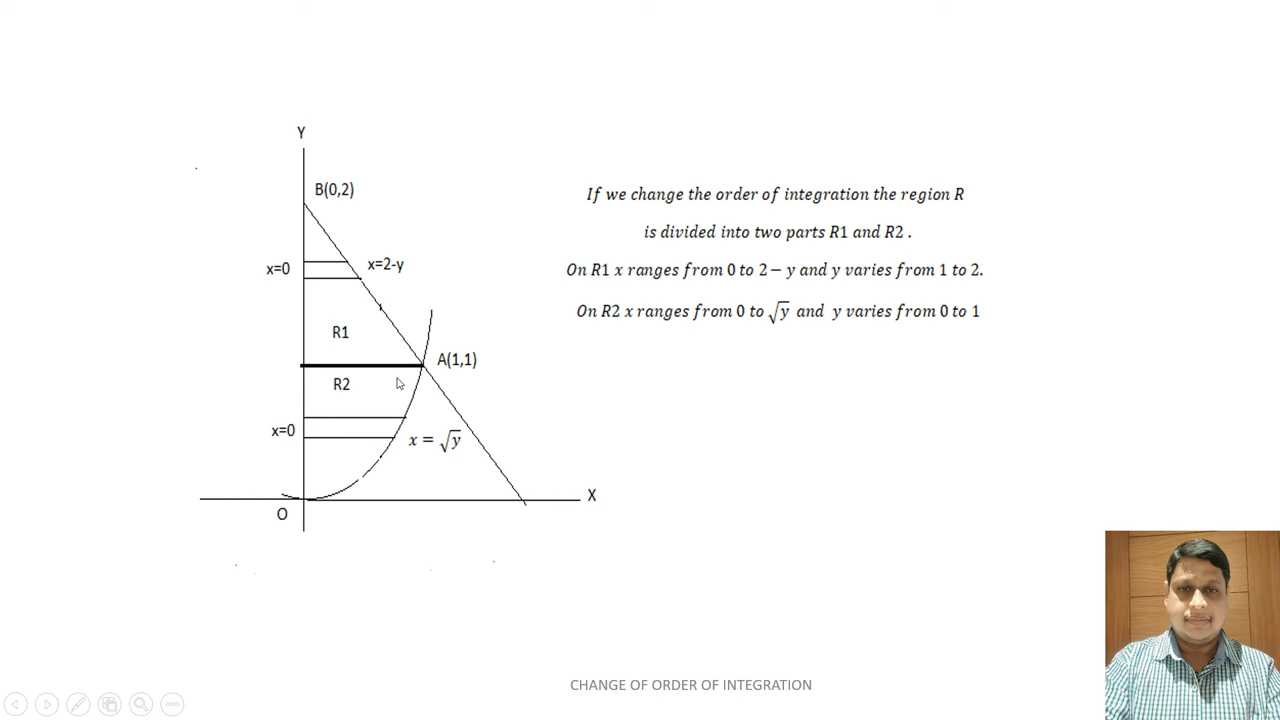 Y
B(0,2)
x=0
x=2-y
R1
A(1,1)
R2
x=0
x = √y
X
O
If we change the order of integration the region R
is divided into two parts R1 and R2 .
On R1 x ranges from 0 to 2 − y and y varies from 1 to 2.
On R2 x ranges from 0 to √y and y varies from 0 to 1
CHANGE OF ORDER OF INTEGRATION